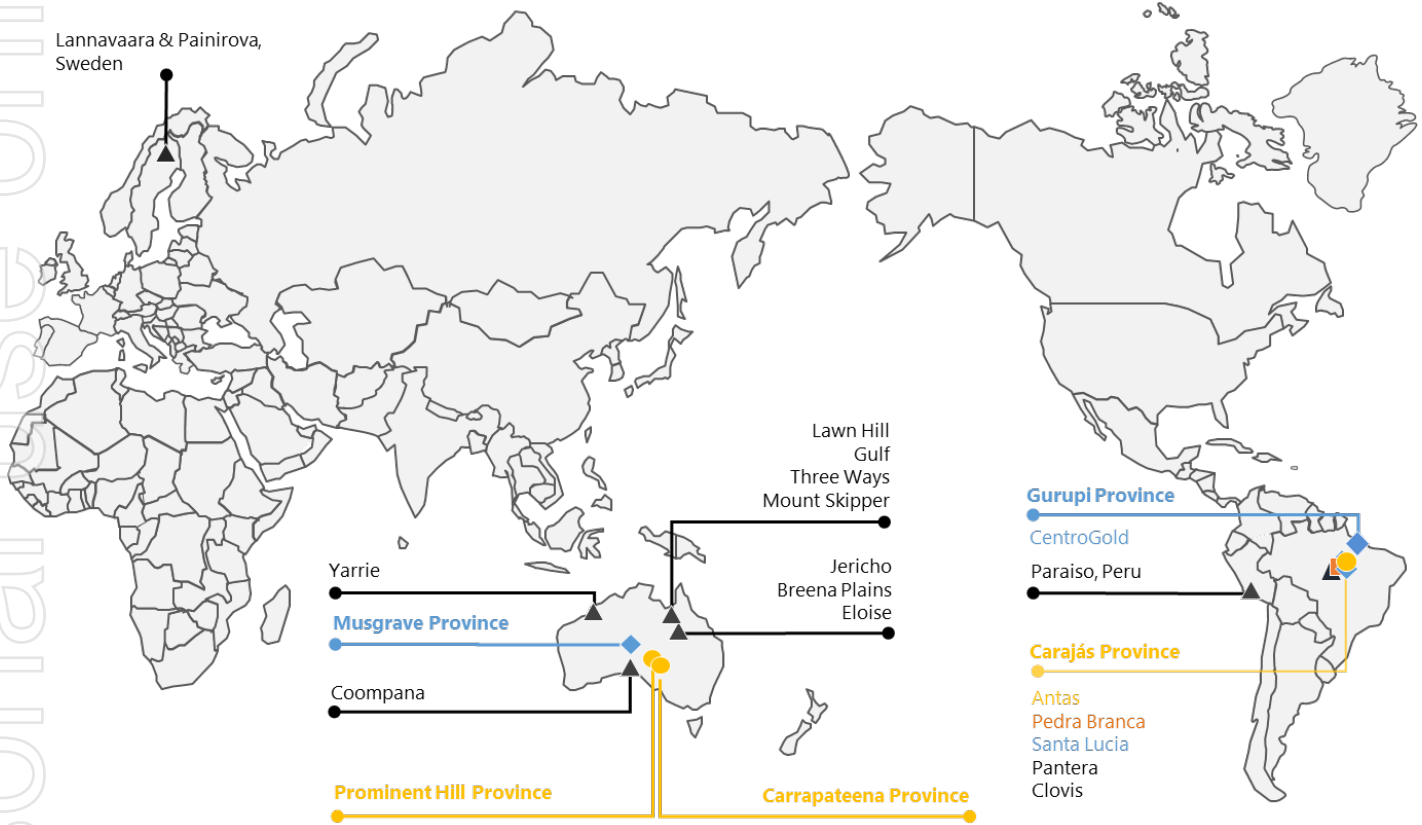 Lannavaara & Painirova,
Sweden
Lawn Hill
Gulf
Three Ways
Mount Skipper
Jericho
Breena Plains
Eloise
Yarrie
Musgrave Province
Coompana
Prominent Hill Province
Carrapateena Province
Gurupi Province
CentroGold
Paraiso, Peru
Carajás Province
Antas
Pedra Branca
Santa Lucia
Pantera
Clovis